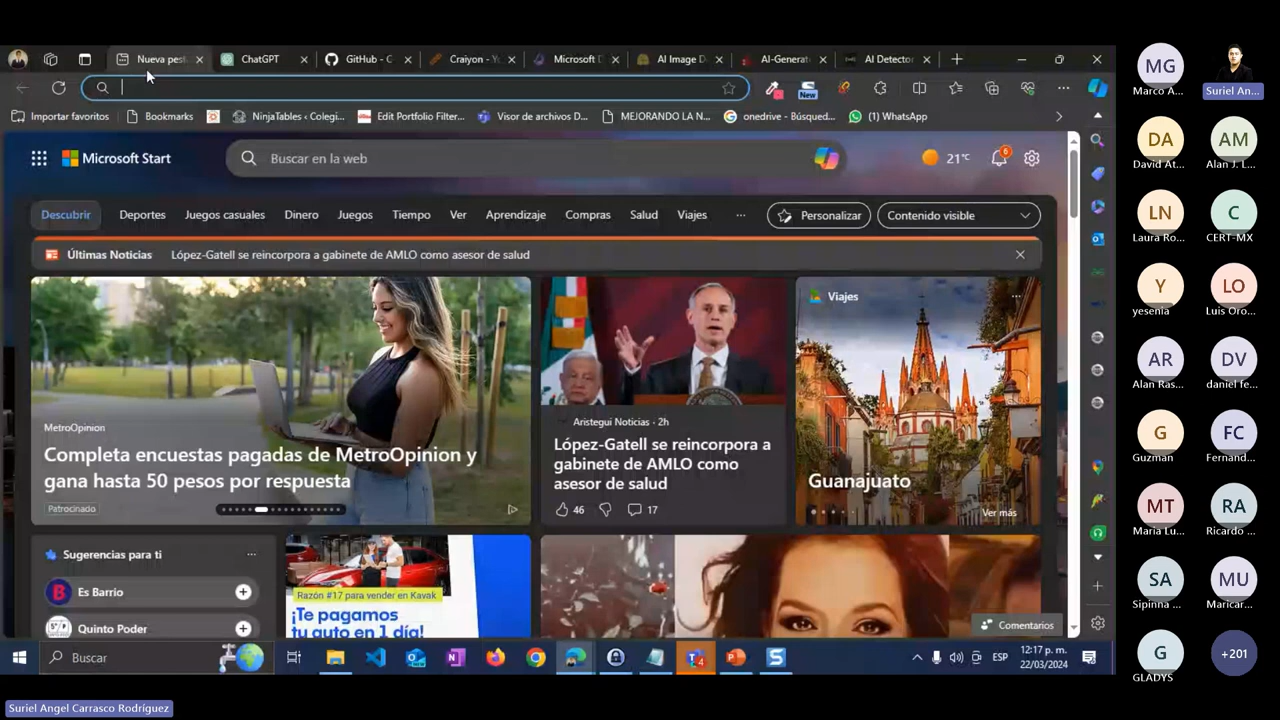 Nueva pest
ChatGPT
GitHub - C
Craiyon - Y
Microsoft D
AI Image D
AI-Generat
AI Detector
New
Importar favoritos
Bookmarks
NinjaTables ‹ Colegi...
Edit Portfolio Filter...
Visor de archivos D...
MEJORANDO LA N...
onedrive - Búsqued...
(1) WhatsApp
Microsoft Start
Buscar en la web
21°C
6
Descubrir
Deportes
Juegos casuales
Dinero
Juegos
Tiempo
Ver
Aprendizaje
Compras
Salud
Viajes
...
Personalizar
Contenido visible
Últimas Noticias
López-Gatell se reincorpora a gabinete de AMLO como asesor de salud
MetroOpinion
Completa encuestas pagadas de MetroOpinion y
gana hasta 50 pesos por respuesta
Patrocinado
Aristegui Noticias · 2h
López-Gatell se reincorpora a
gabinete de AMLO como
asesor de salud
46
17
Viajes
Guanajuato
Ver más
Sugerencias para ti
Es Barrio
Quinto Poder
Razón #17 para vender en Kavak
¡Te pagamos
tu auto en 1 día!
Comentarios
Buscar
4
ESP
12:17 p. m.
22/03/2024
Suriel Angel Carrasco Rodríguez
MG
Marco A...
Suriel An...
DA
David At...
AM
Alan J. L...
LN
Laura Ro...
C
CERT-MX
Y
yesenia
LO
Luis Oro...
AR
Alan Ras...
DV
daniel fe...
G
Guzman
FC
Fernand...
MT
Maria Lu...
RA
Ricardo ...
SA
Sipinna ...
MU
Maricar...
G
GLADYS
+201